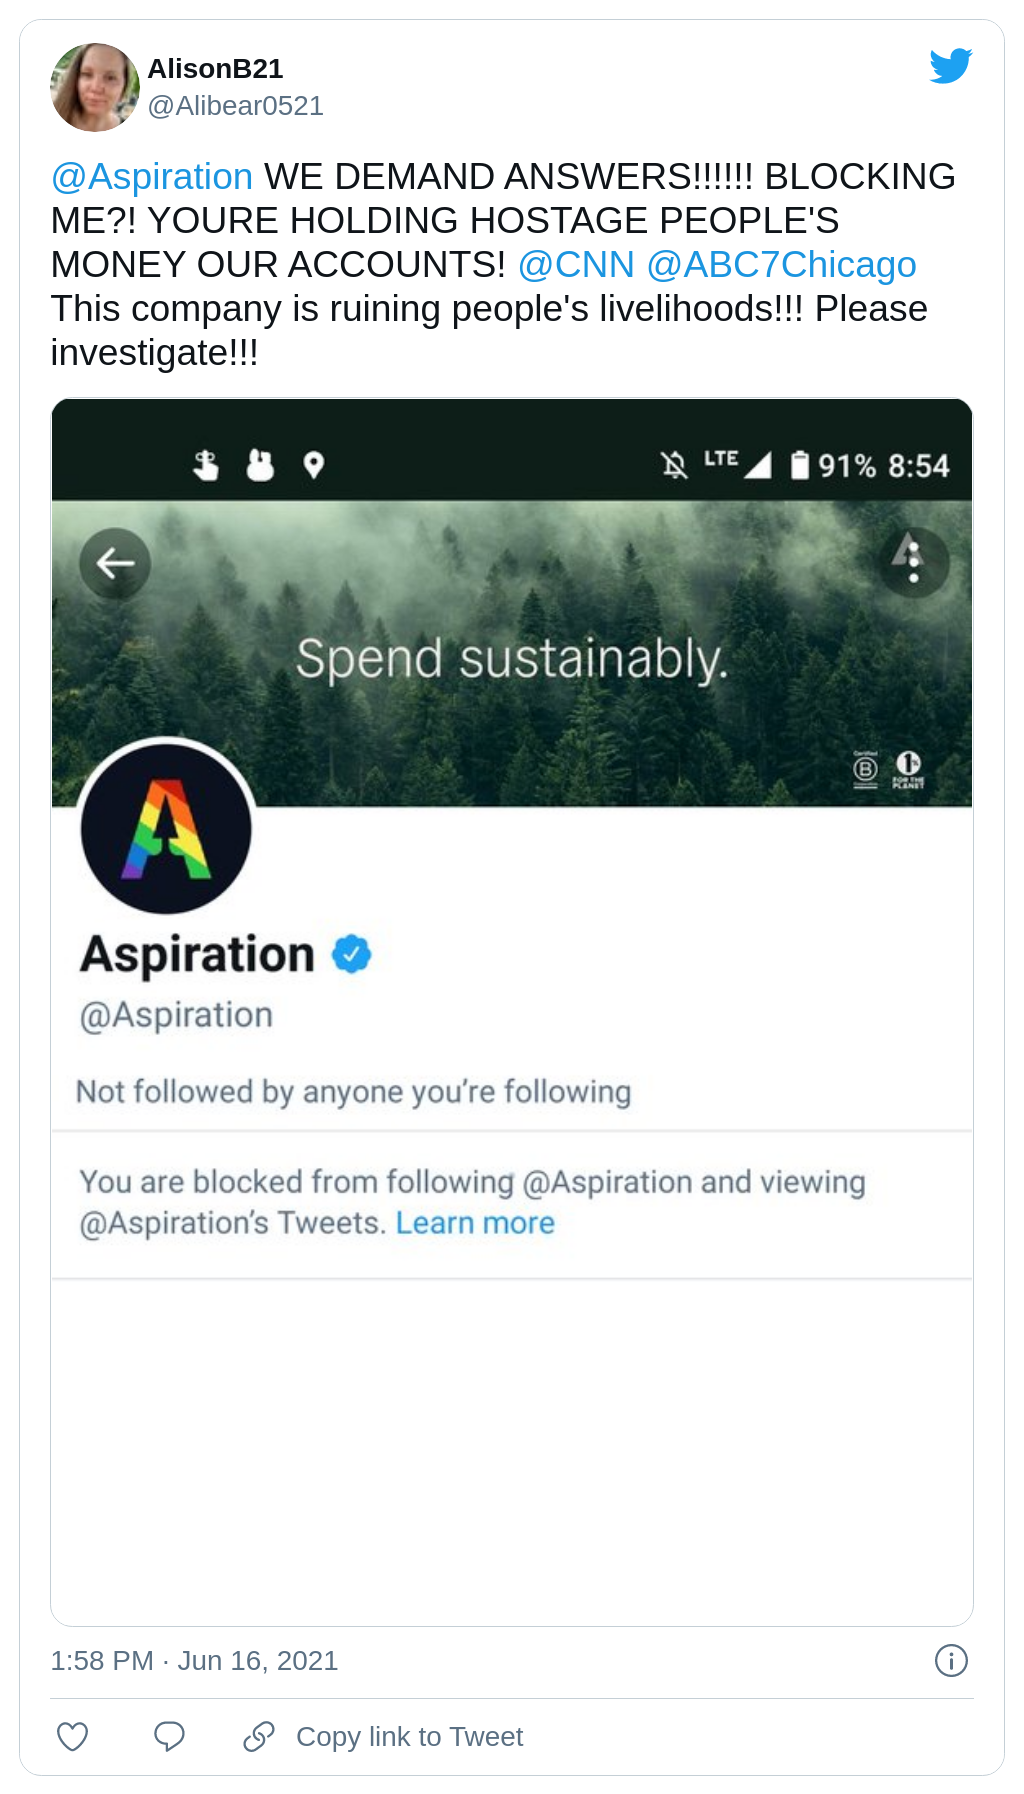 AlisonB21
@Alibear0521
@Aspiration WE DEMAND ANSWERS!!!!!! BLOCKING
ME?! YOURE HOLDING HOSTAGE PEOPLE'S
MONEY OUR ACCOUNTS! @CNN @ABC7Chicago
This company is ruining people's livelihoods!!! Please
investigate!!!
LTE 91% 8:54
Spend sustainably.
Certified
B
1%
FOR THE
PLANET
Aspiration
@Aspiration
Not followed by anyone you're following
You are blocked from following @Aspiration and viewing
@Aspiration's Tweets. Learn more
1:58 PM · Jun 16, 2021
Copy link to Tweet